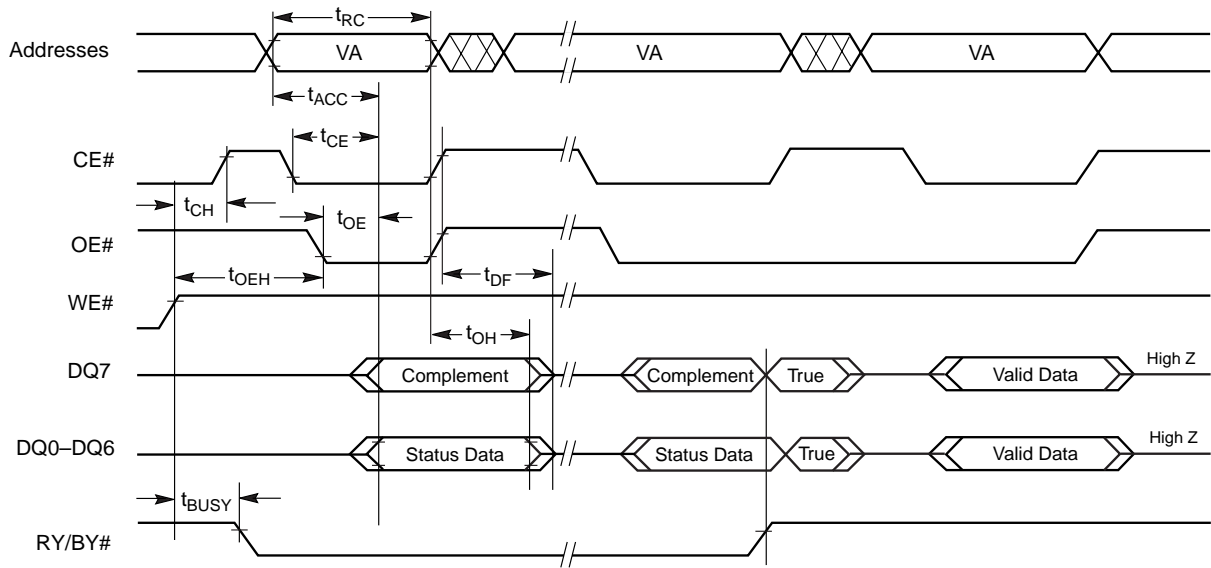 tRC
Addresses VA VA VA
tACC
tCE
CE#
tCH tOE
OE#
tOEH tDF
WE#
tOH
DQ7 Complement Complement True Valid Data High Z
DQ0–DQ6 Status Data Status Data True Valid Data High Z
tBUSY
RY/BY#